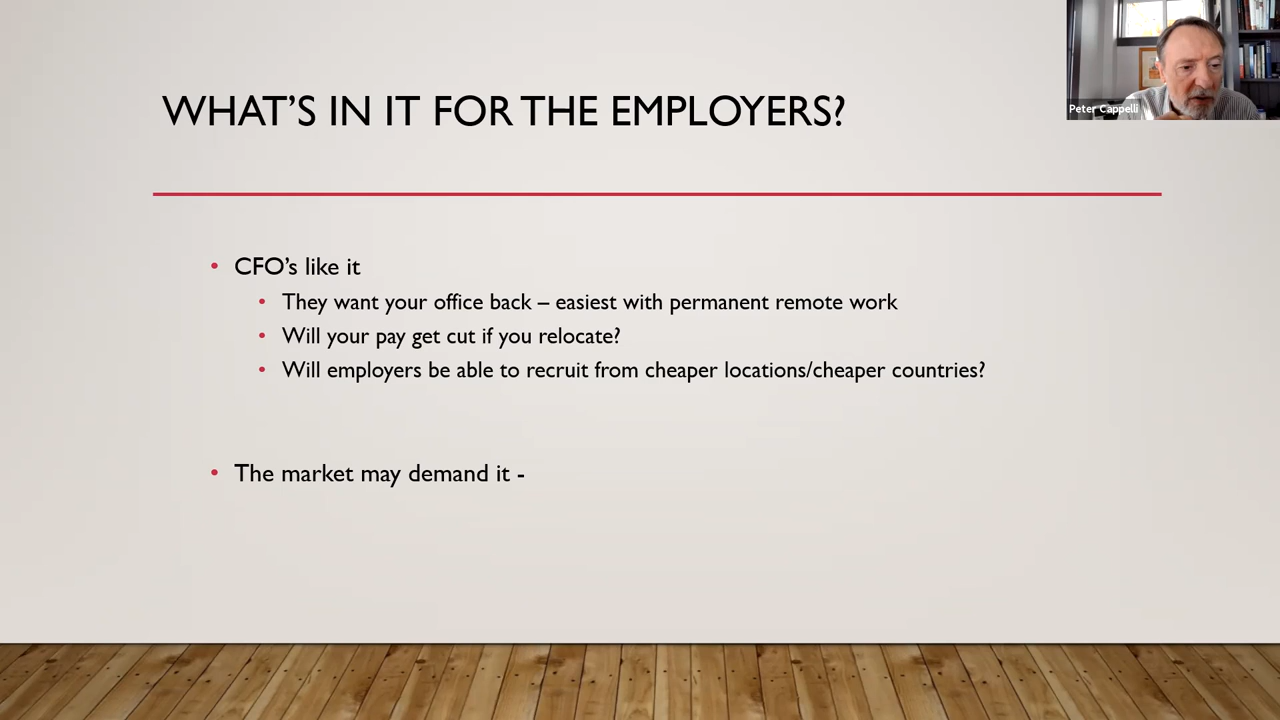 WHAT'S IN IT FOR THE EMPLOYERS?
Peter Cappelli
• CFO's like it
• They want your office back – easiest with permanent remote work
• Will your pay get cut if you relocate?
• Will employers be able to recruit from cheaper locations/cheaper countries?
• The market may demand it -